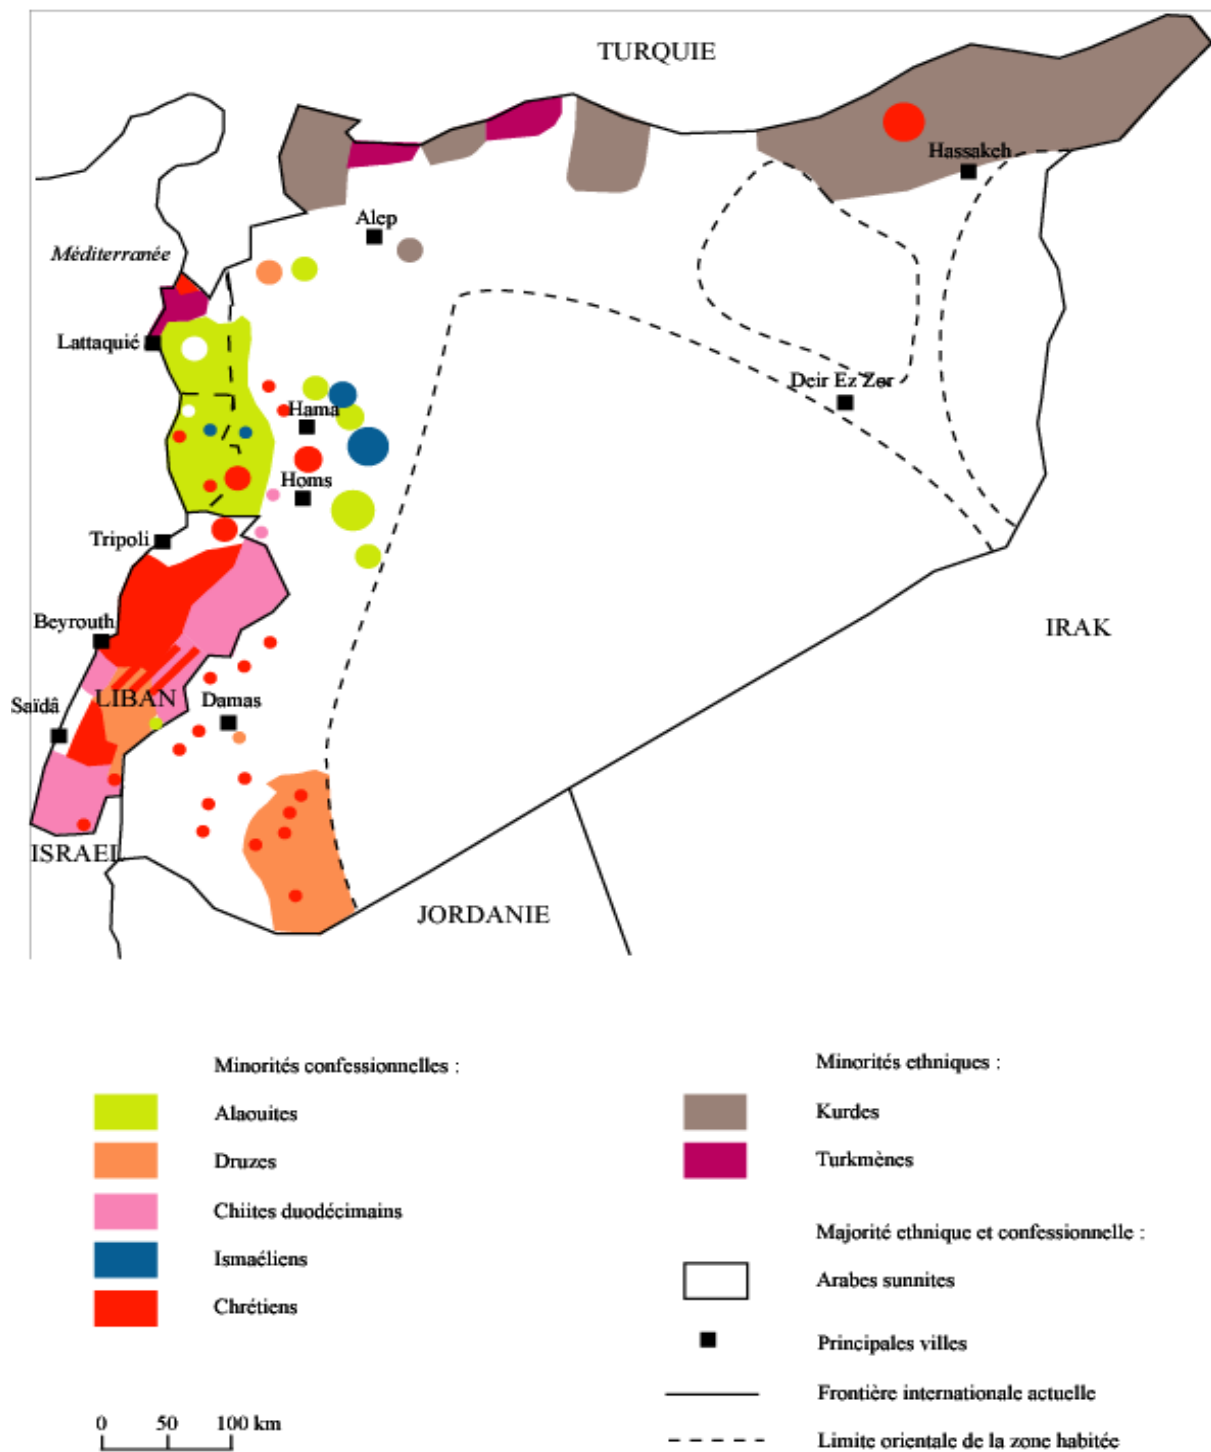 TURQUIE
Hassakeh
Alep
Méditerranée
Lattaquié
Deir Ez Zor
Hama
Homs
Tripoli
Beyrouth
IRAK
LIBAN
Damas
Saïdâ
ISRAEL
JORDANIE
Minorités confessionnelles :
Alaouites
Druzes
Chiites duodécimains
Ismaéliens
Chrétiens
0 50 100 km
Minorités ethniques :
Kurdes
Turkmènes
Majorité ethnique et confessionnelle :
Arabes sunnites
Principales villes
Frontière internationale actuelle
Limite orientale de la zone habitée